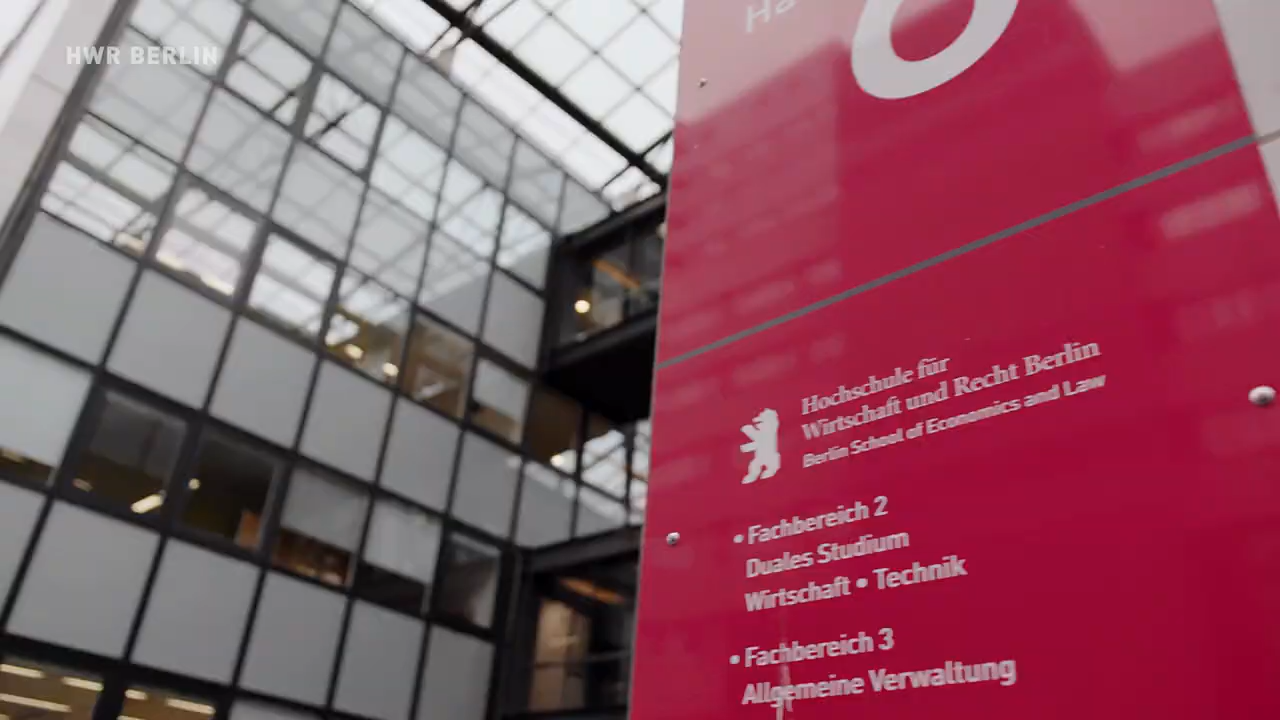 HWR BERLIN
Hochschule für
Wirtschaft und Recht Berlin
Berlin School of Economics and Law
• Fachbereich 2
Duales Studium
Wirtschaft • Technik
• Fachbereich 3
Allgemeine Verwaltung